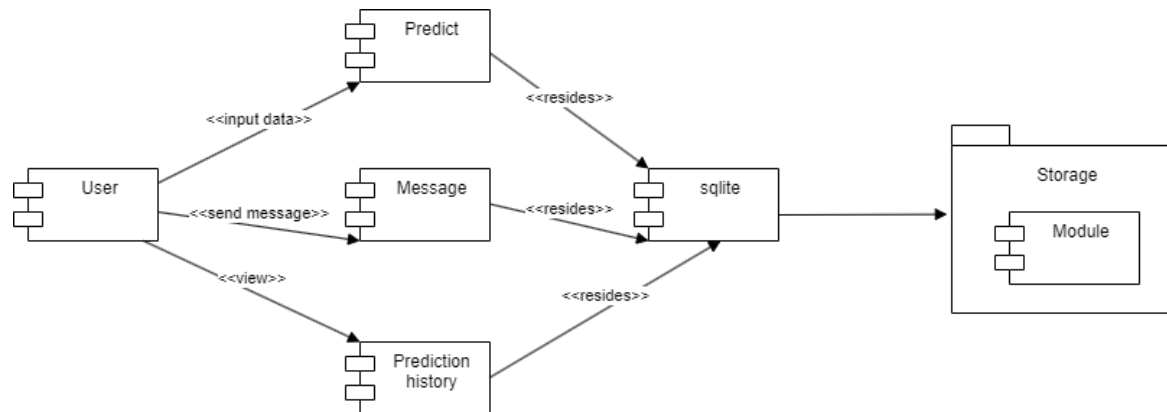 Predict
<<resides>>
<<input data>>
User
Message
sqlite
Storage
<<send message>>
<<resides>>
Module
<<view>>
<<resides>>
Prediction
history